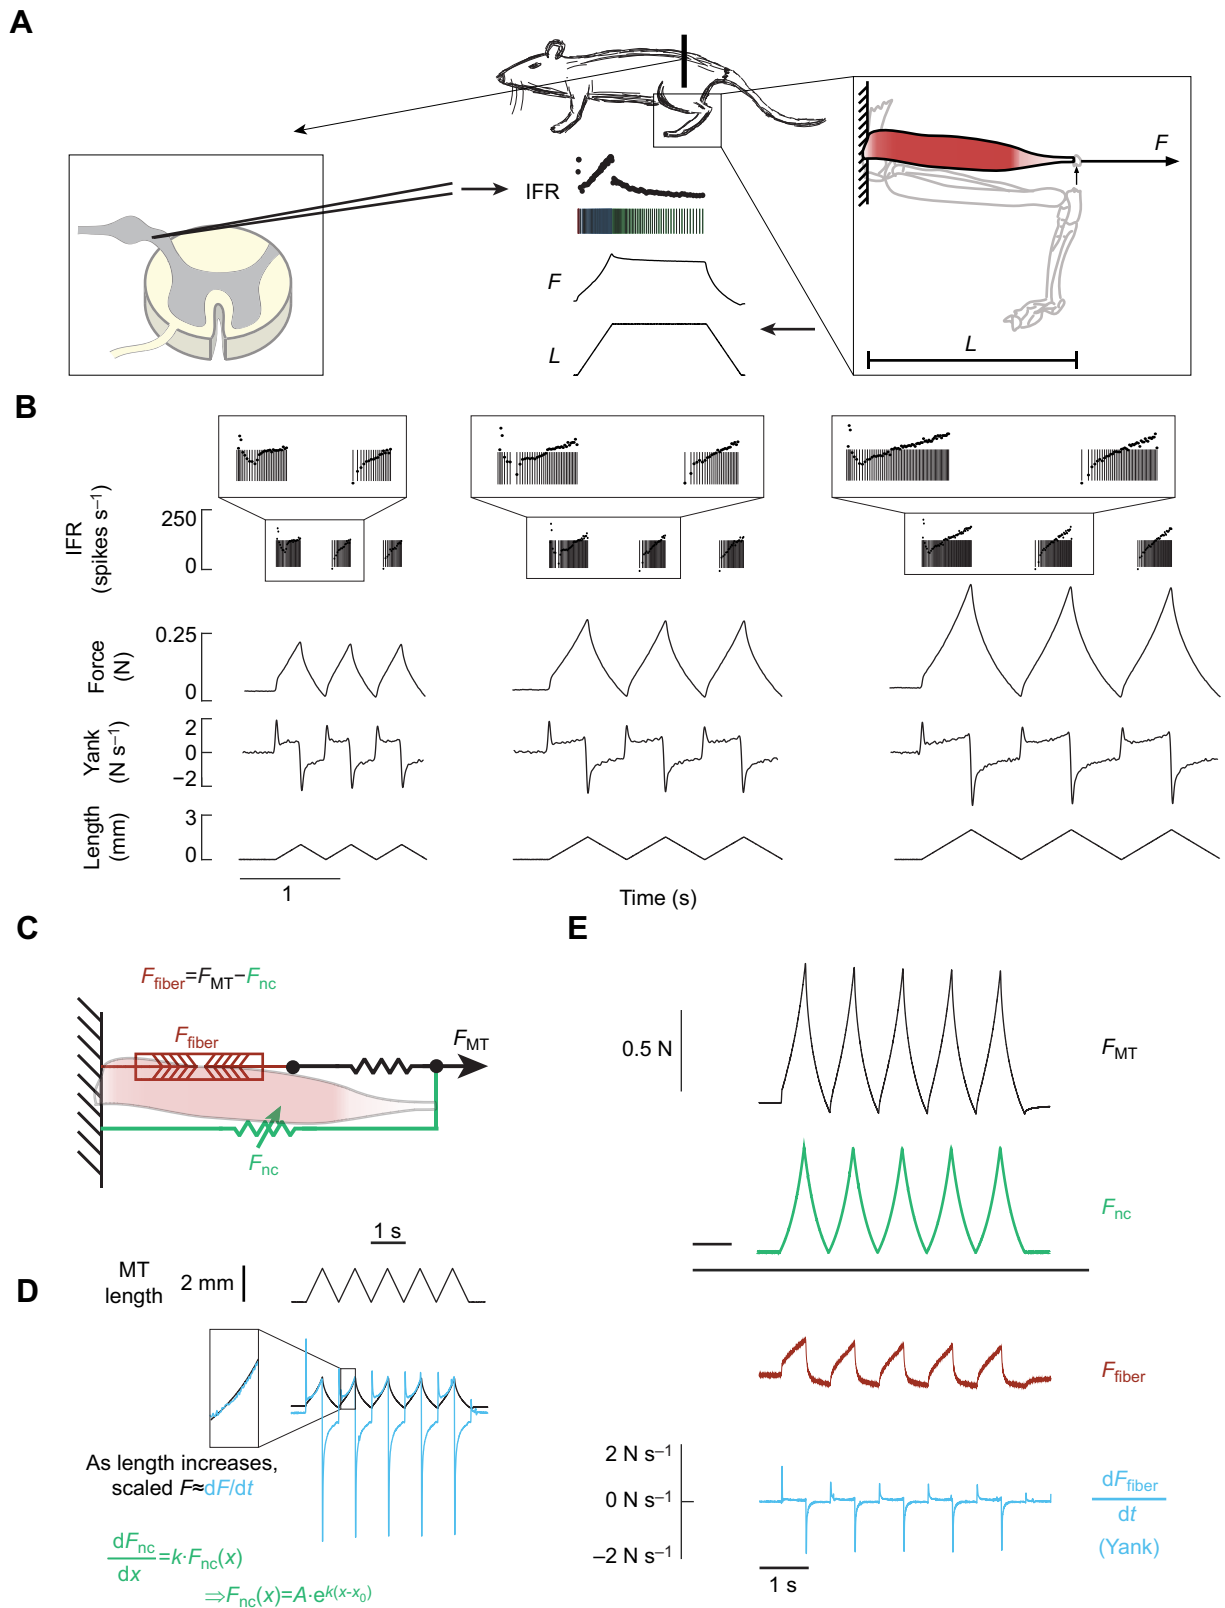 A
IFR
F
L
F
L
B
IFR
(spikes s⁻¹)
250
0
Force
(N)
0.25
0
Yank
(N s⁻¹)
2
0
−2
Length
(mm)
3
0
1
Time (s)
C
F_fiber=F_MT−F_nc
F_fiber
F_MT
F_nc
D
1 s
MT
length
2 mm
As length increases,
scaled F≈dF/dt
dF_nc
dx
=k·F_nc(x)
⇒F_nc(x)=A·e^k(x-x₀)
E
0.5 N
F_MT
F_nc
F_fiber
2 N s⁻¹
0 N s⁻¹
−2 N s⁻¹
dF_fiber
dt
(Yank)
1 s